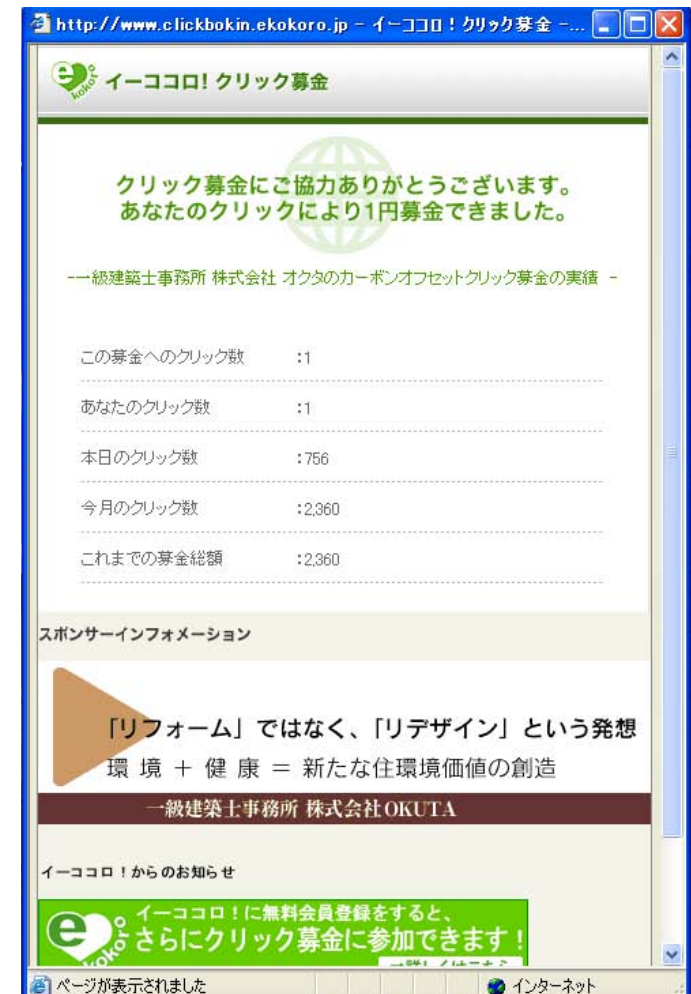 http://www.clickbokin.ekokoro.jp - イーココロ！クリック募金 -...
e
kokoro
イーココロ! クリック募金
クリック募金にご協力ありがとうございます。
あなたのクリックにより1円募金できました。
-一級建築士事務所 株式会社 オクタのカーボンオフセットクリック募金の実績 -
この募金へのクリック数 :1
あなたのクリック数 :1
本日のクリック数 :756
今月のクリック数 :2,360
これまでの募金総額 :2,360
スポンサーインフォメーション
「リフォーム」ではなく、「リデザイン」という発想
環 境 ＋ 健 康 ＝ 新たな住環境価値の創造
一級建築士事務所 株式会社OKUTA
イーココロ！からのお知らせ
e
kokoro
イーココロ！に無料会員登録をすると、
さらにクリック募金に参加できます！
ページが表示されました インターネット